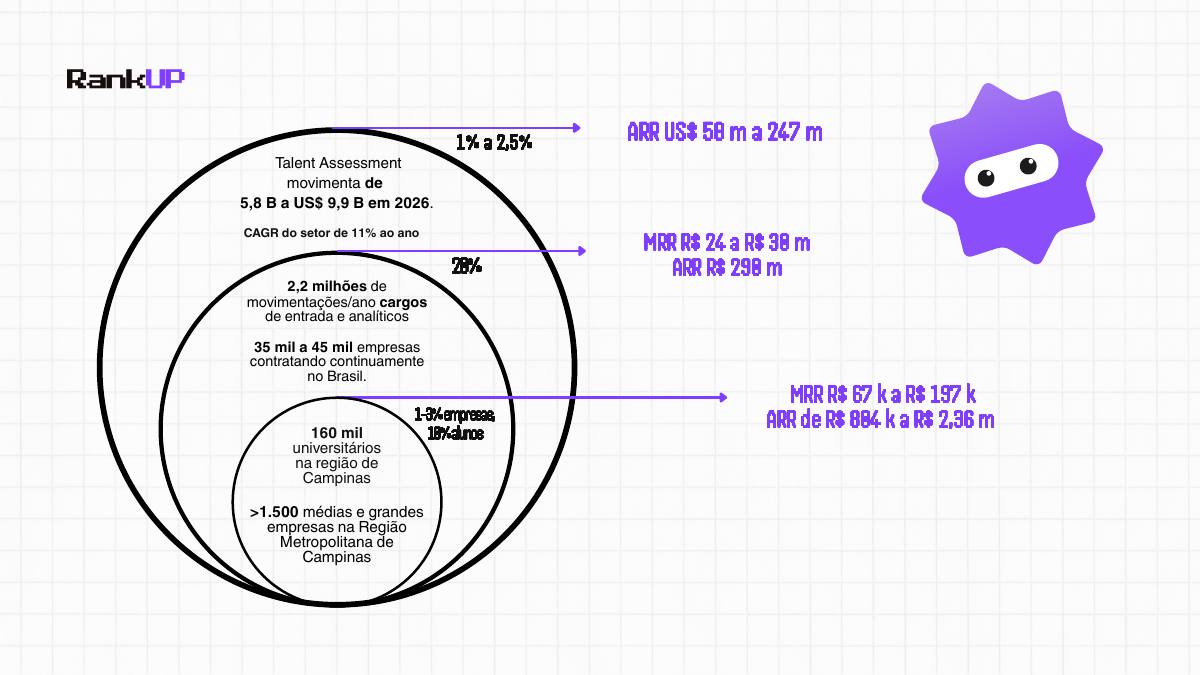 RankUP
1% a 2,5%
ARR US$ 58 m a 247 m
Talent Assessment
movimenta de
5,8 B a US$ 9,9 B em 2026.
CAGR do setor de 11% ao ano
MRR R$ 24 a R$ 38 m
ARR R$ 298 m
2,2 milhões de
movimentações/ano cargos
de entrada e analíticos
35 mil a 45 mil empresas
contratando continuamente
no Brasil.
MRR R$ 67 k a R$ 197 k
ARR de R$ 884 k a R$ 2,36 m
1-3% empresas,
10% alunos
160 mil
universitários
na região de
Campinas
>1.500 médias e grandes
empresas na Região
Metropolitana de
Campinas